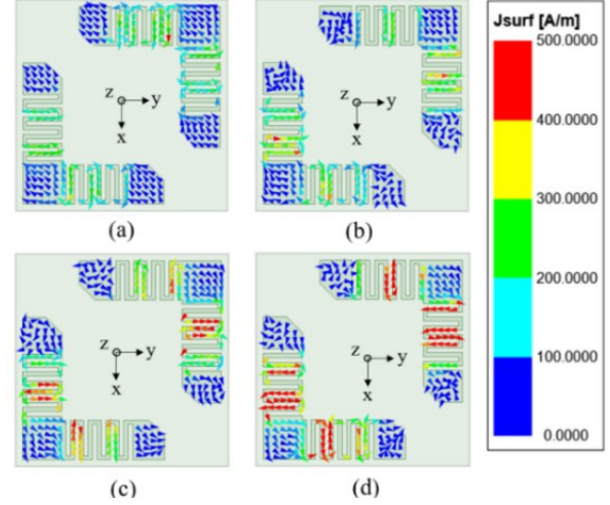 Jsurf [A/m]
500.0000
400.0000
300.0000
200.0000
100.0000
0.0000
z
y
x
z
y
x
(a)
(b)
z
y
x
z
y
x
(c)
(d)